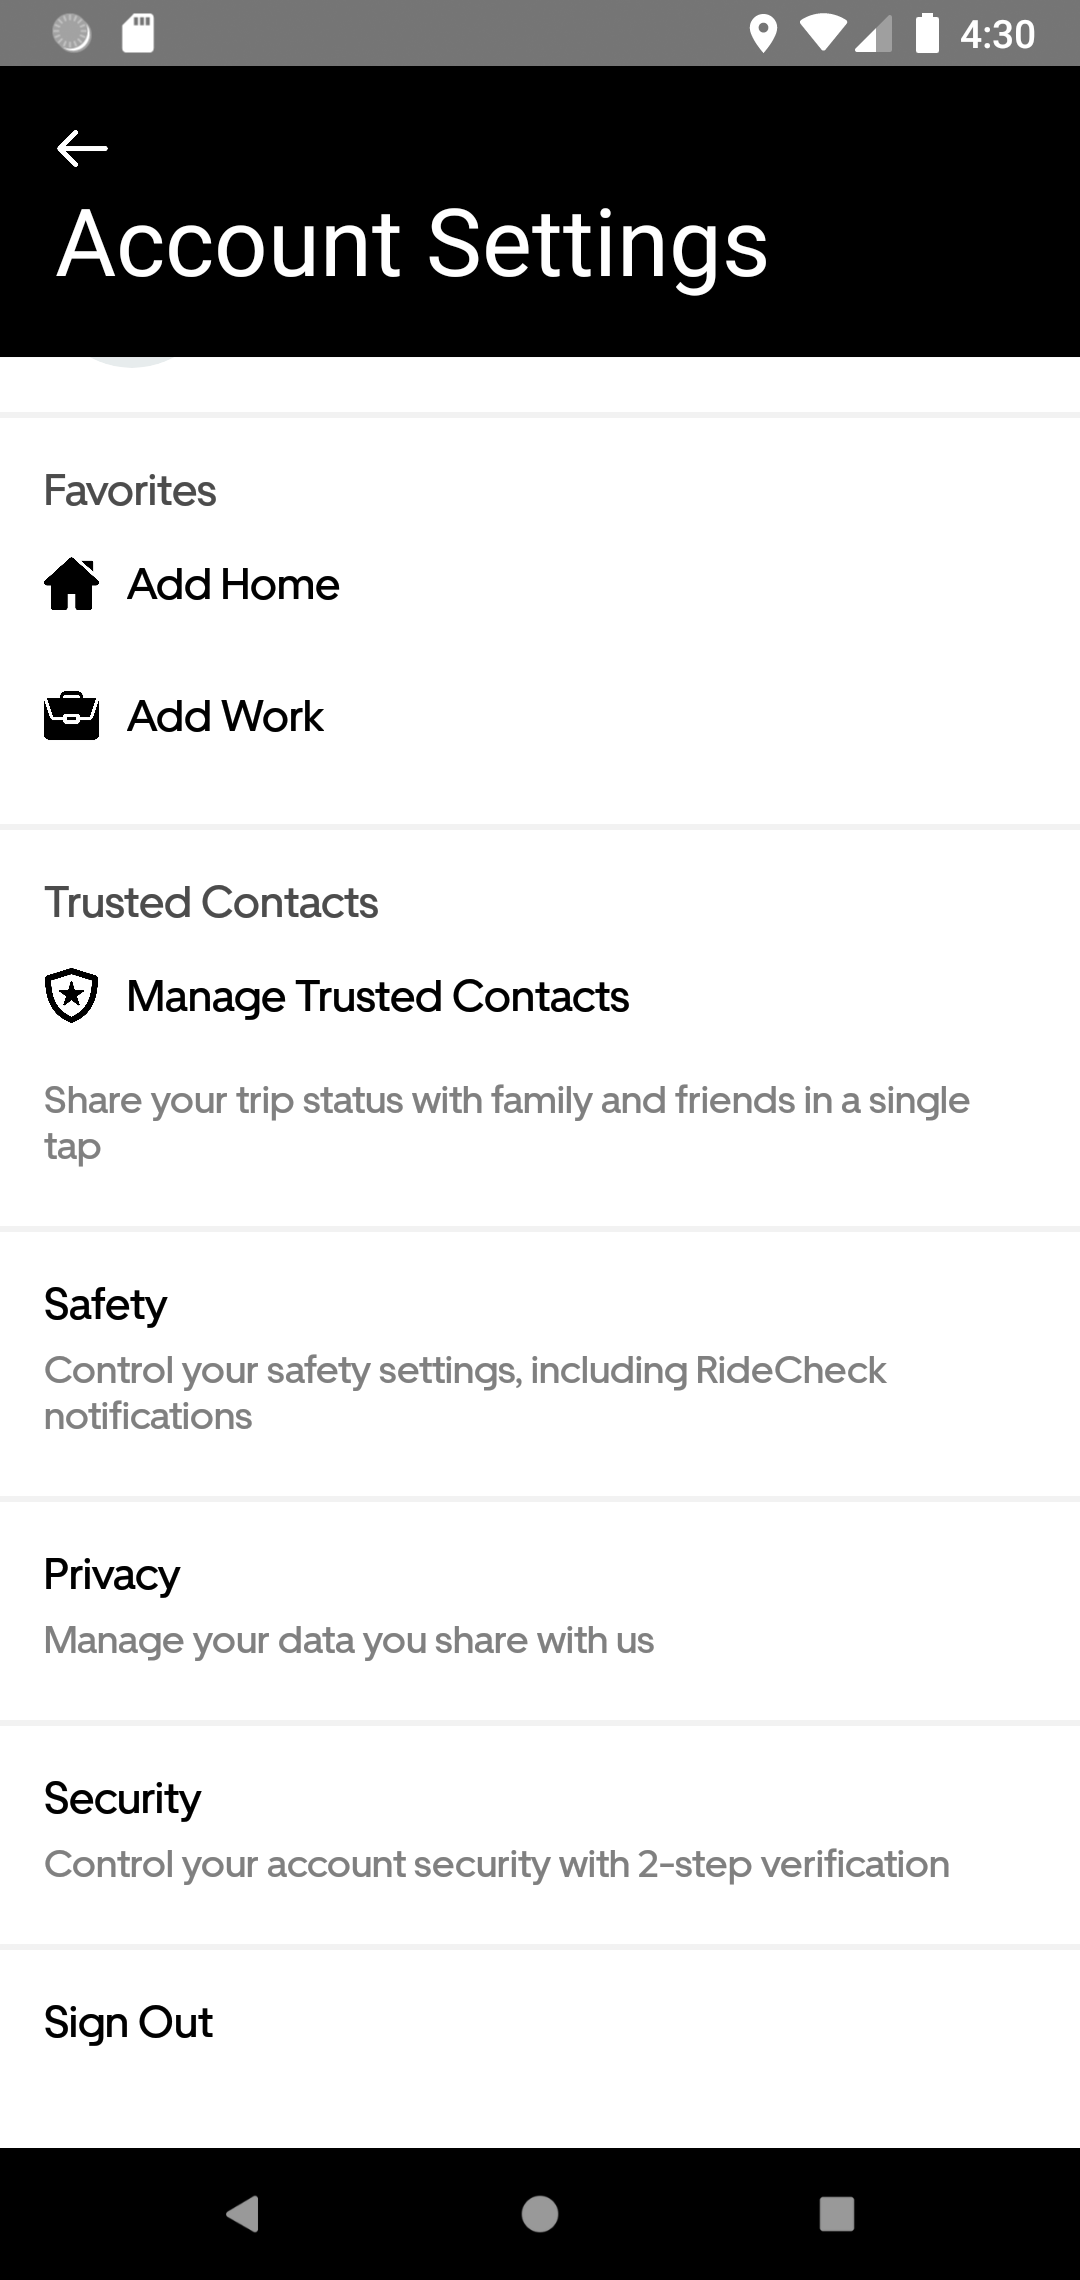 4:30
Account Settings
Favorites
Add Home
Add Work
Trusted Contacts
Manage Trusted Contacts
Share your trip status with family and friends in a single
tap
Safety
Control your safety settings, including RideCheck
notifications
Privacy
Manage your data you share with us
Security
Control your account security with 2-step verification
Sign Out